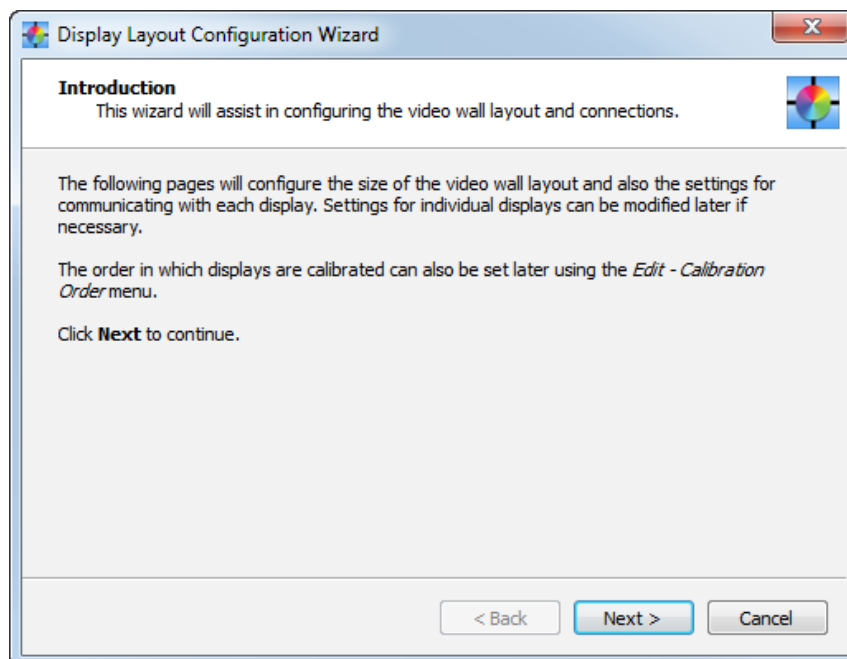 Display Layout Configuration Wizard
Introduction
This wizard will assist in configuring the video wall layout and connections.
The following pages will configure the size of the video wall layout and also the settings for
communicating with each display. Settings for individual displays can be modified later if
necessary.
The order in which displays are calibrated can also be set later using the Edit - Calibration
Order menu.
Click Next to continue.
< Back
Next >
Cancel